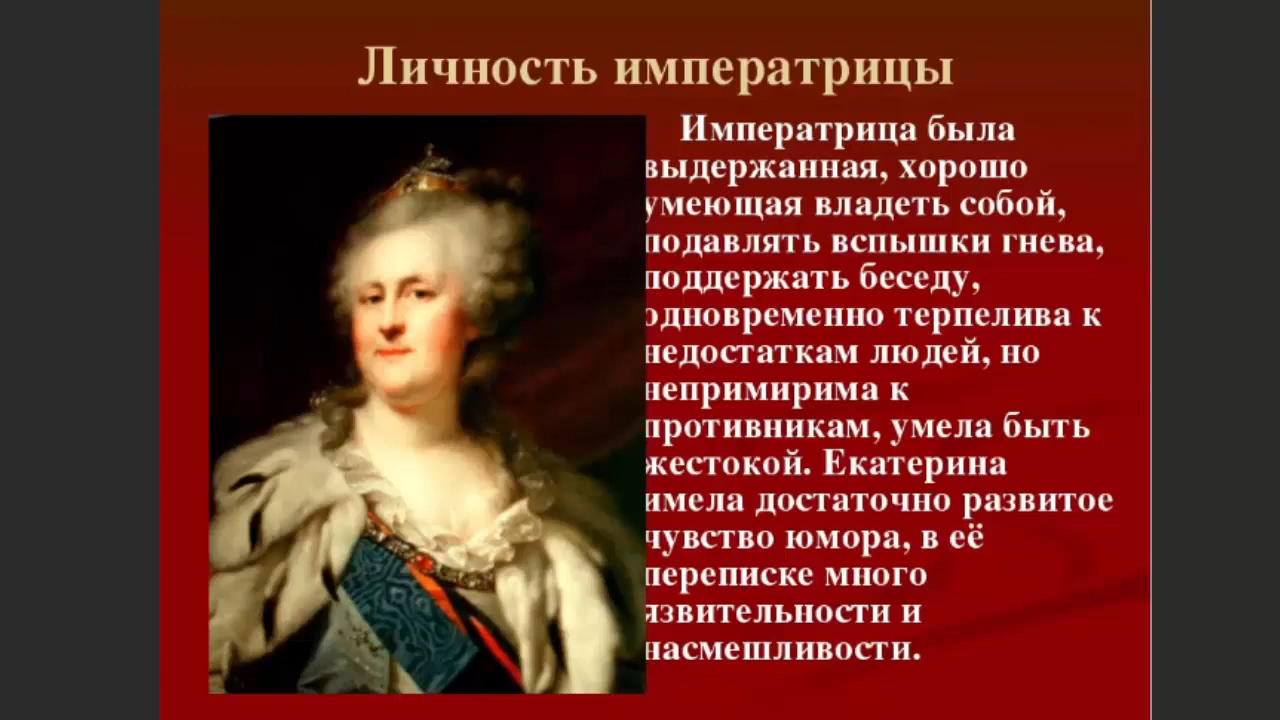 Личность императрицы
Императрица была
выдержанная, хорошо
умеющая владеть собой,
подавлять вспышки гнева,
поддержать беседу,
одновременно терпелива к
недостаткам людей, но
непримирима к
противникам, умела быть
жестокой. Екатерина
имела достаточно развитое
чувство юмора, в её
переписке много
язвительности и
насмешливости.